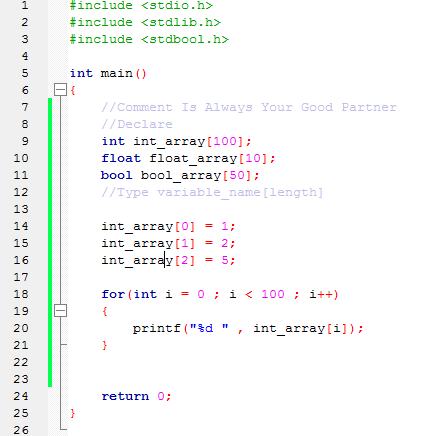 1 #include <stdio.h>
2 #include <stdlib.h>
3 #include <stdbool.h>
4
5 int main()
6 {
7 //Comment Is Always Your Good Partner
8 //Declare
9 int int_array[100];
10 float float_array[10];
11 bool bool_array[50];
12 //Type variable_name[length]
13
14 int_array[0] = 1;
15 int_array[1] = 2;
16 int_array[2] = 5;
17
18 for(int i = 0 ; i < 100 ; i++)
19 {
20 printf("%d " , int_array[i]);
21 }
22
23
24 return 0;
25 }
26